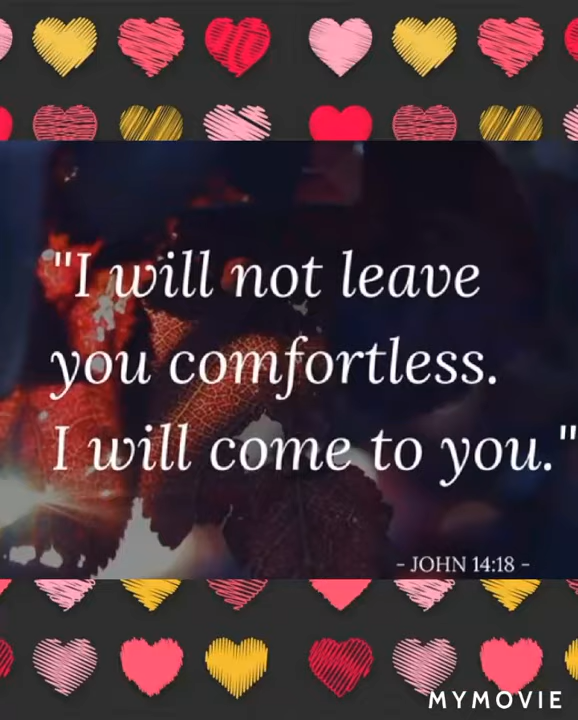 "I will not leave
you comfortless.
I will come to you."
- JOHN 14:18 -
MYMOVIE